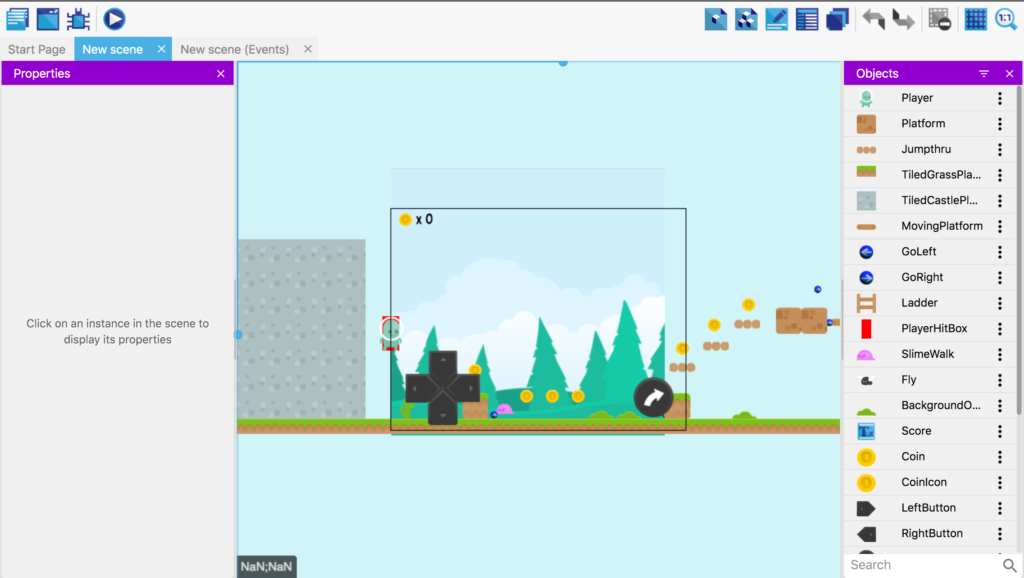 1:1
Start Page
New scene
New scene (Events)
Properties
Click on an instance in the scene to
display its properties
x 0
NaN;NaN
Objects
Player
Platform
Jumpthru
TiledGrassPla...
TiledCastlePl...
MovingPlatform
GoLeft
GoRight
Ladder
PlayerHitBox
SlimeWalk
Fly
BackgroundO...
Score
Coin
CoinIcon
LeftButton
RightButton
Search